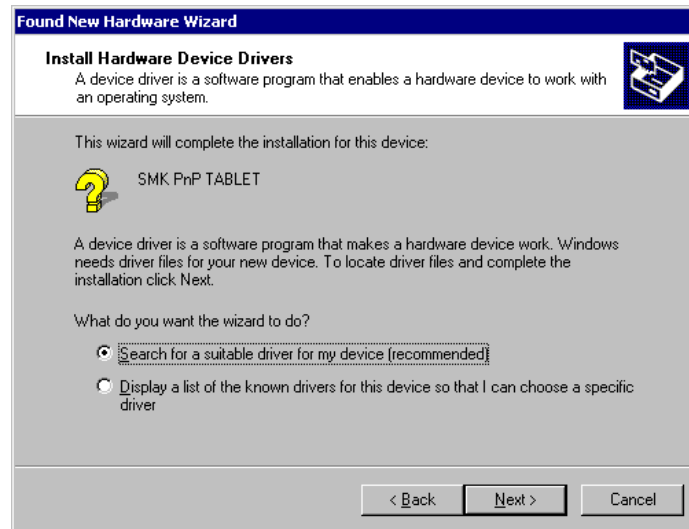 Found New Hardware Wizard
Install Hardware Device Drivers
A device driver is a software program that enables a hardware device to work with
an operating system.
This wizard will complete the installation for this device:
SMK PnP TABLET
A device driver is a software program that makes a hardware device work. Windows
needs driver files for your new device. To locate driver files and complete the
installation click Next.
What do you want the wizard to do?
Search for a suitable driver for my device (recommended)
Display a list of the known drivers for this device so that I can choose a specific
driver
< Back Next > Cancel